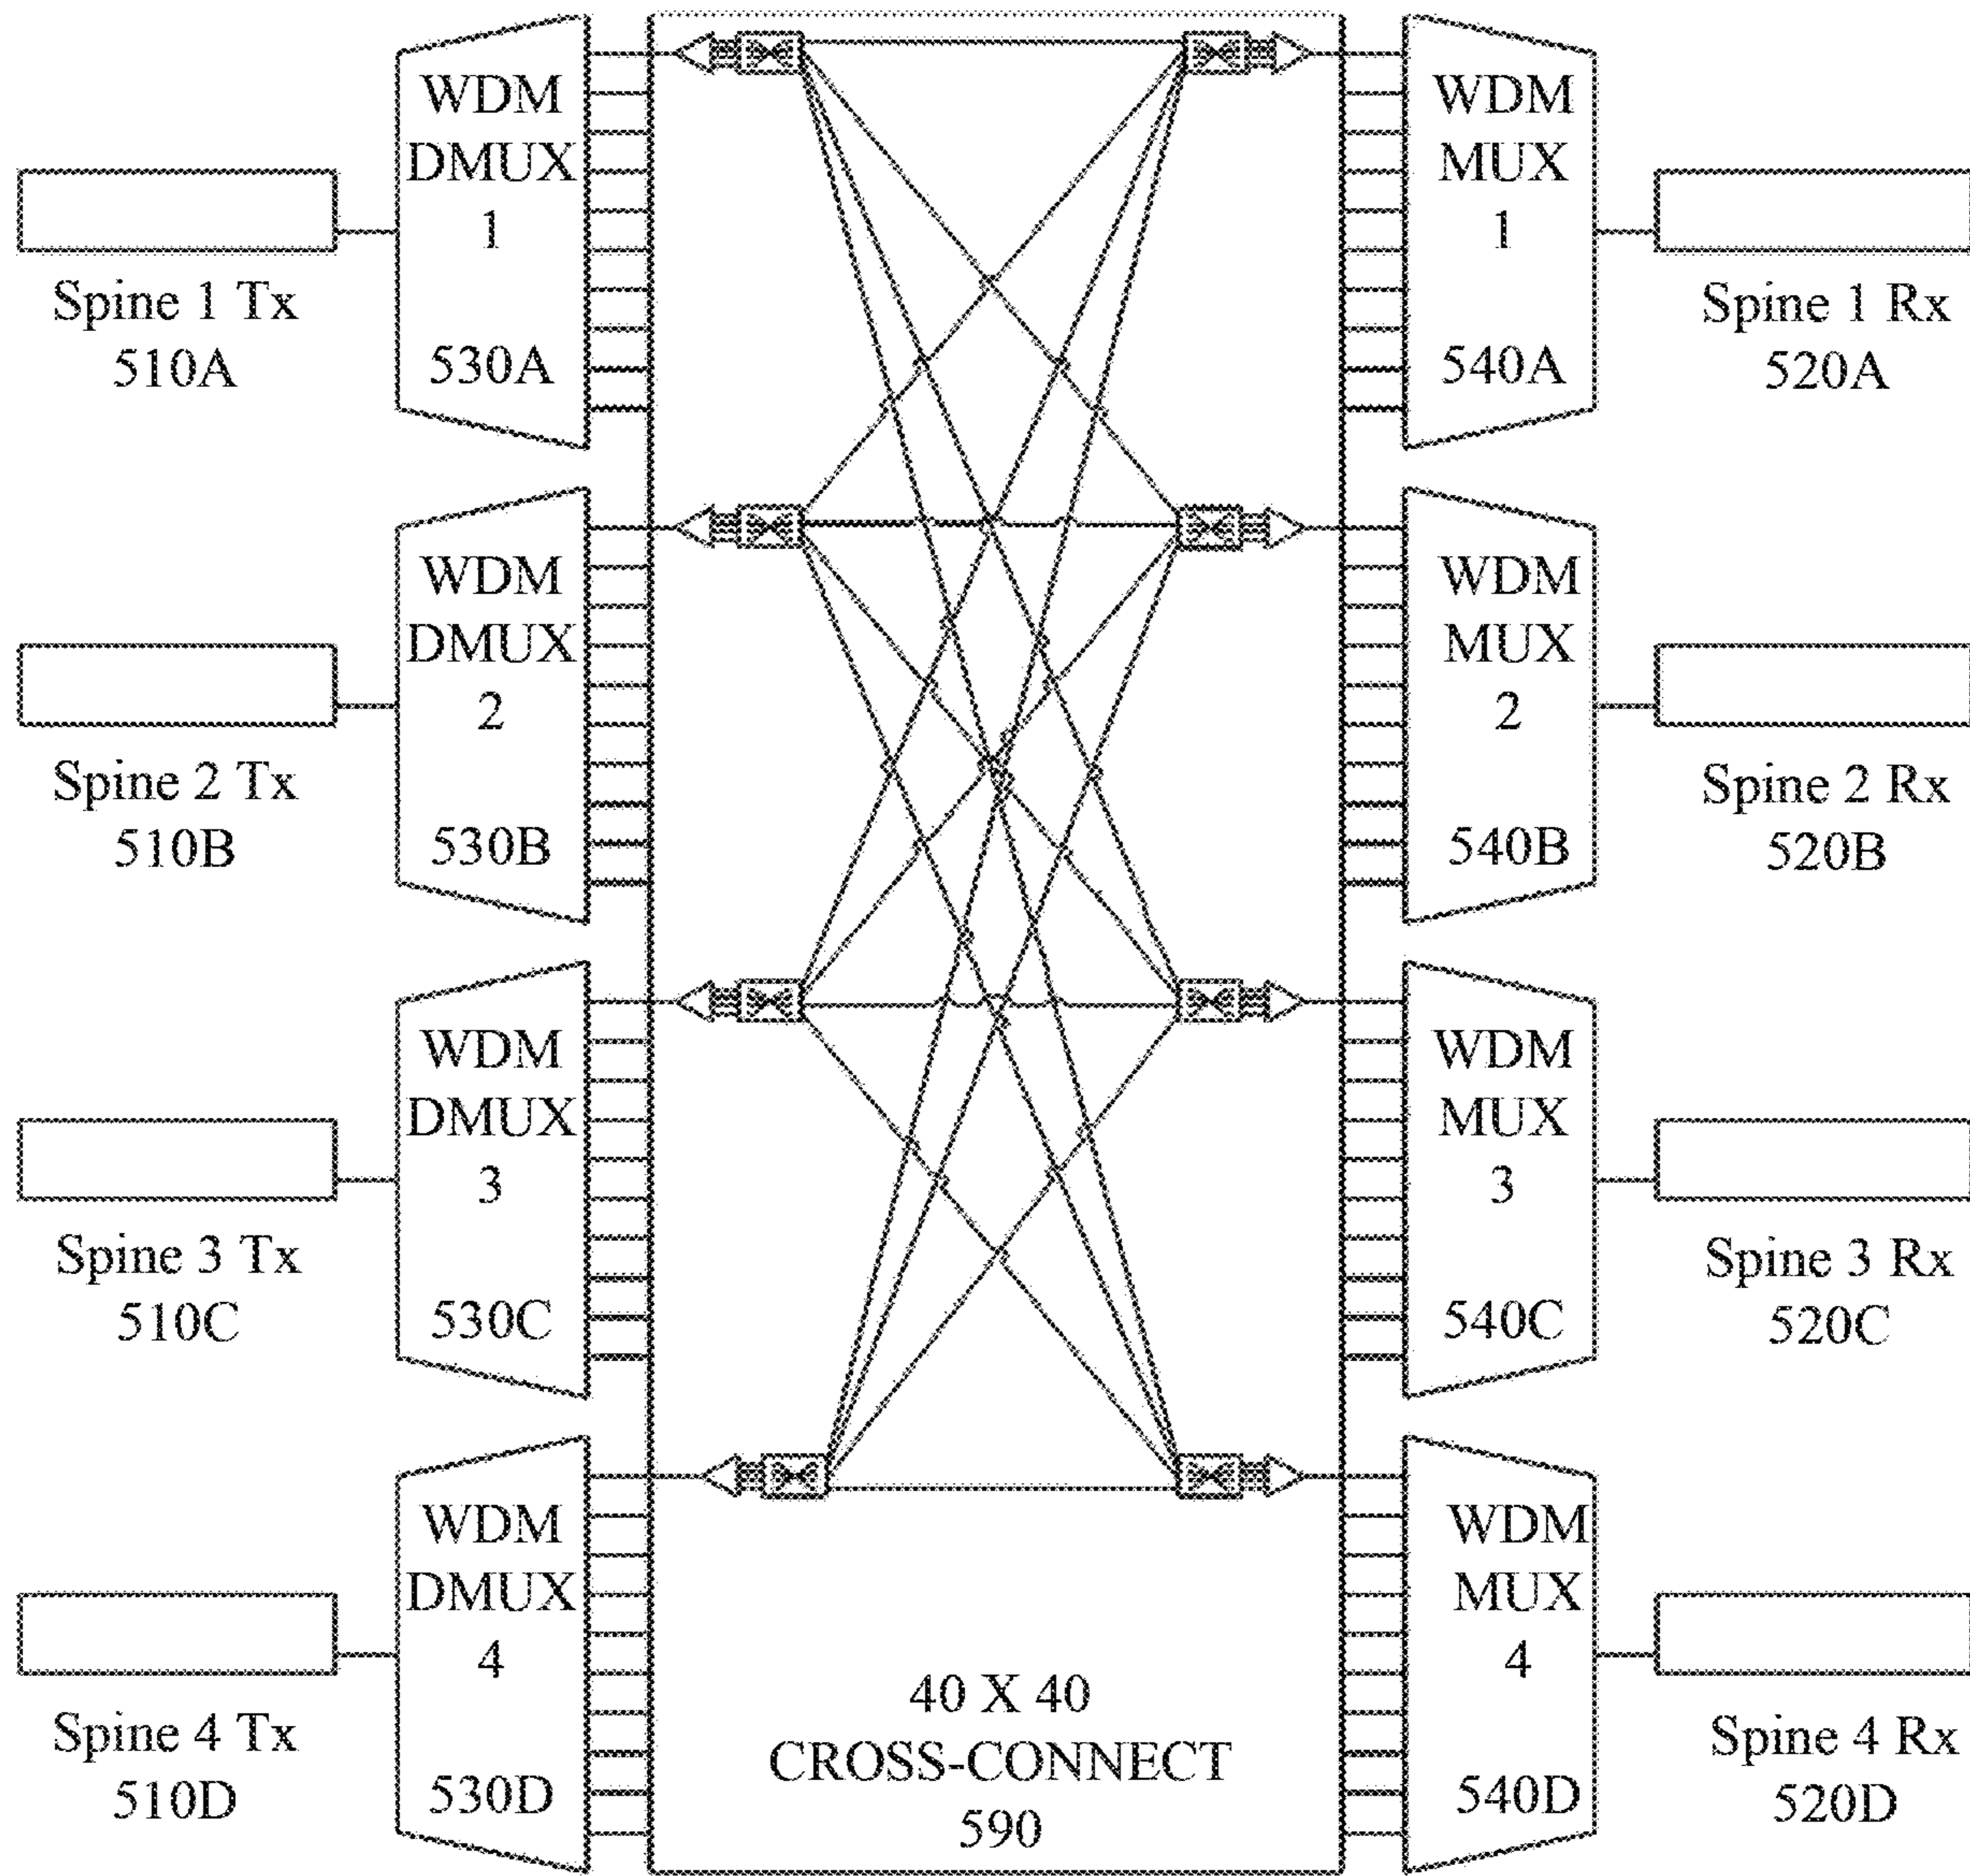 WDM
DMUX
1
530A
Spine 1 Tx
510A
WDM
MUX
1
540A
Spine 1 Rx
520A
WDM
DMUX
2
530B
Spine 2 Tx
510B
WDM
MUX
2
540B
Spine 2 Rx
520B
WDM
DMUX
3
530C
Spine 3 Tx
510C
WDM
MUX
3
540C
Spine 3 Rx
520C
WDM
DMUX
4
530D
Spine 4 Tx
510D
40 X 40
CROSS-CONNECT
590
WDM
MUX
4
540D
Spine 4 Rx
520D